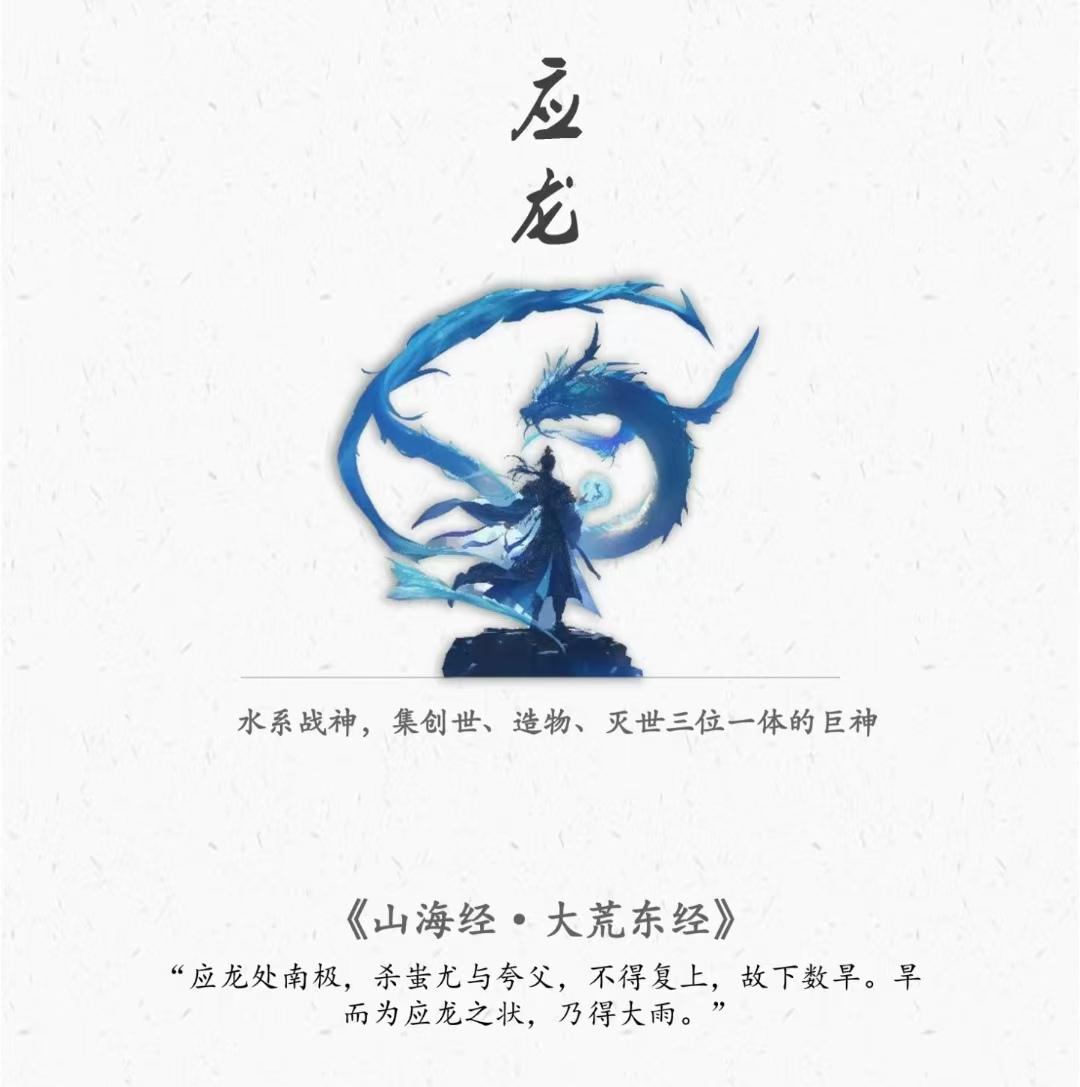 应龙
水系战神，集创世、造物、灭世三位一体的巨神
《山海经·大荒东经》
“应龙处南极，杀蚩尤与夸父，不得复上，故下数旱。旱
而为应龙之状，乃得大雨。”